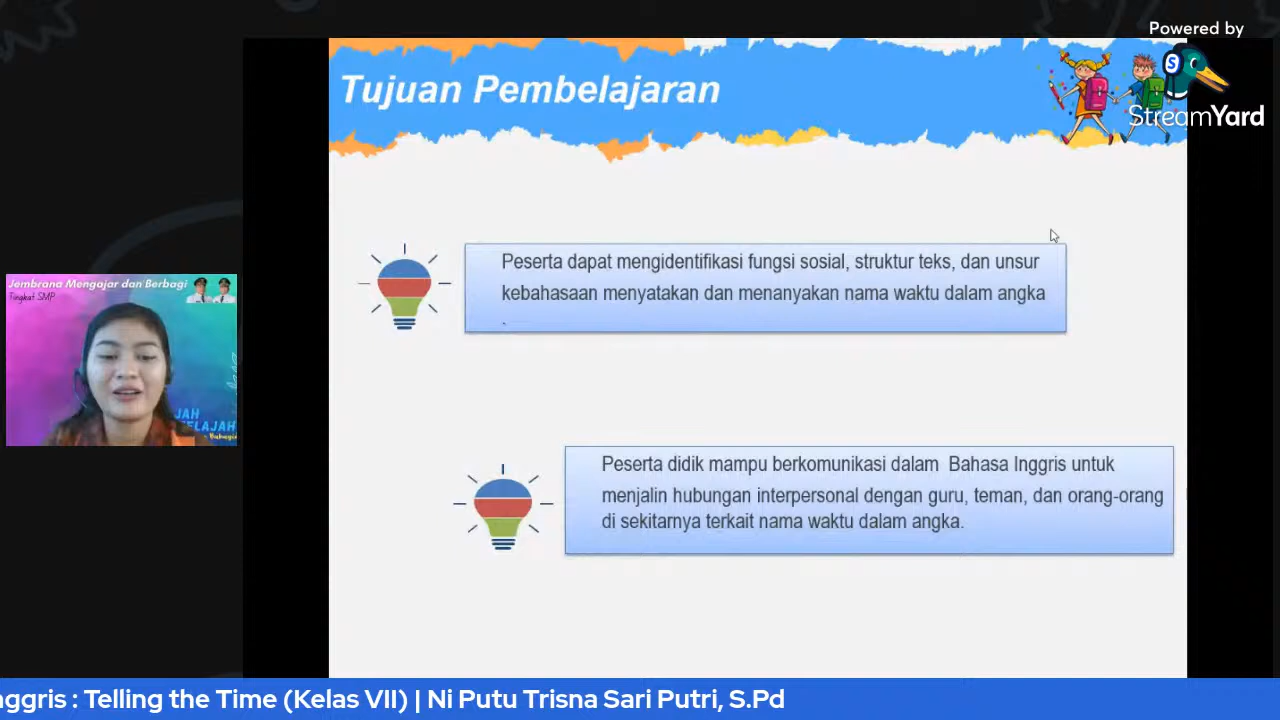 Powered by
StreamYard
Tujuan Pembelajaran
Peserta dapat mengidentifikasi fungsi sosial, struktur teks, dan unsur
kebahasaan menyatakan dan menanyakan nama waktu dalam angka
.
Peserta didik mampu berkomunikasi dalam Bahasa Inggris untuk
menjalin hubungan interpersonal dengan guru, teman, dan orang-orang
di sekitarnya terkait nama waktu dalam angka.
Jembrana Mengajar dan Berbagi
Tingkat SMP
JAH
ELAJAH
Bahagia
nggris : Telling the Time (Kelas VII) | Ni Putu Trisna Sari Putri, S.Pd